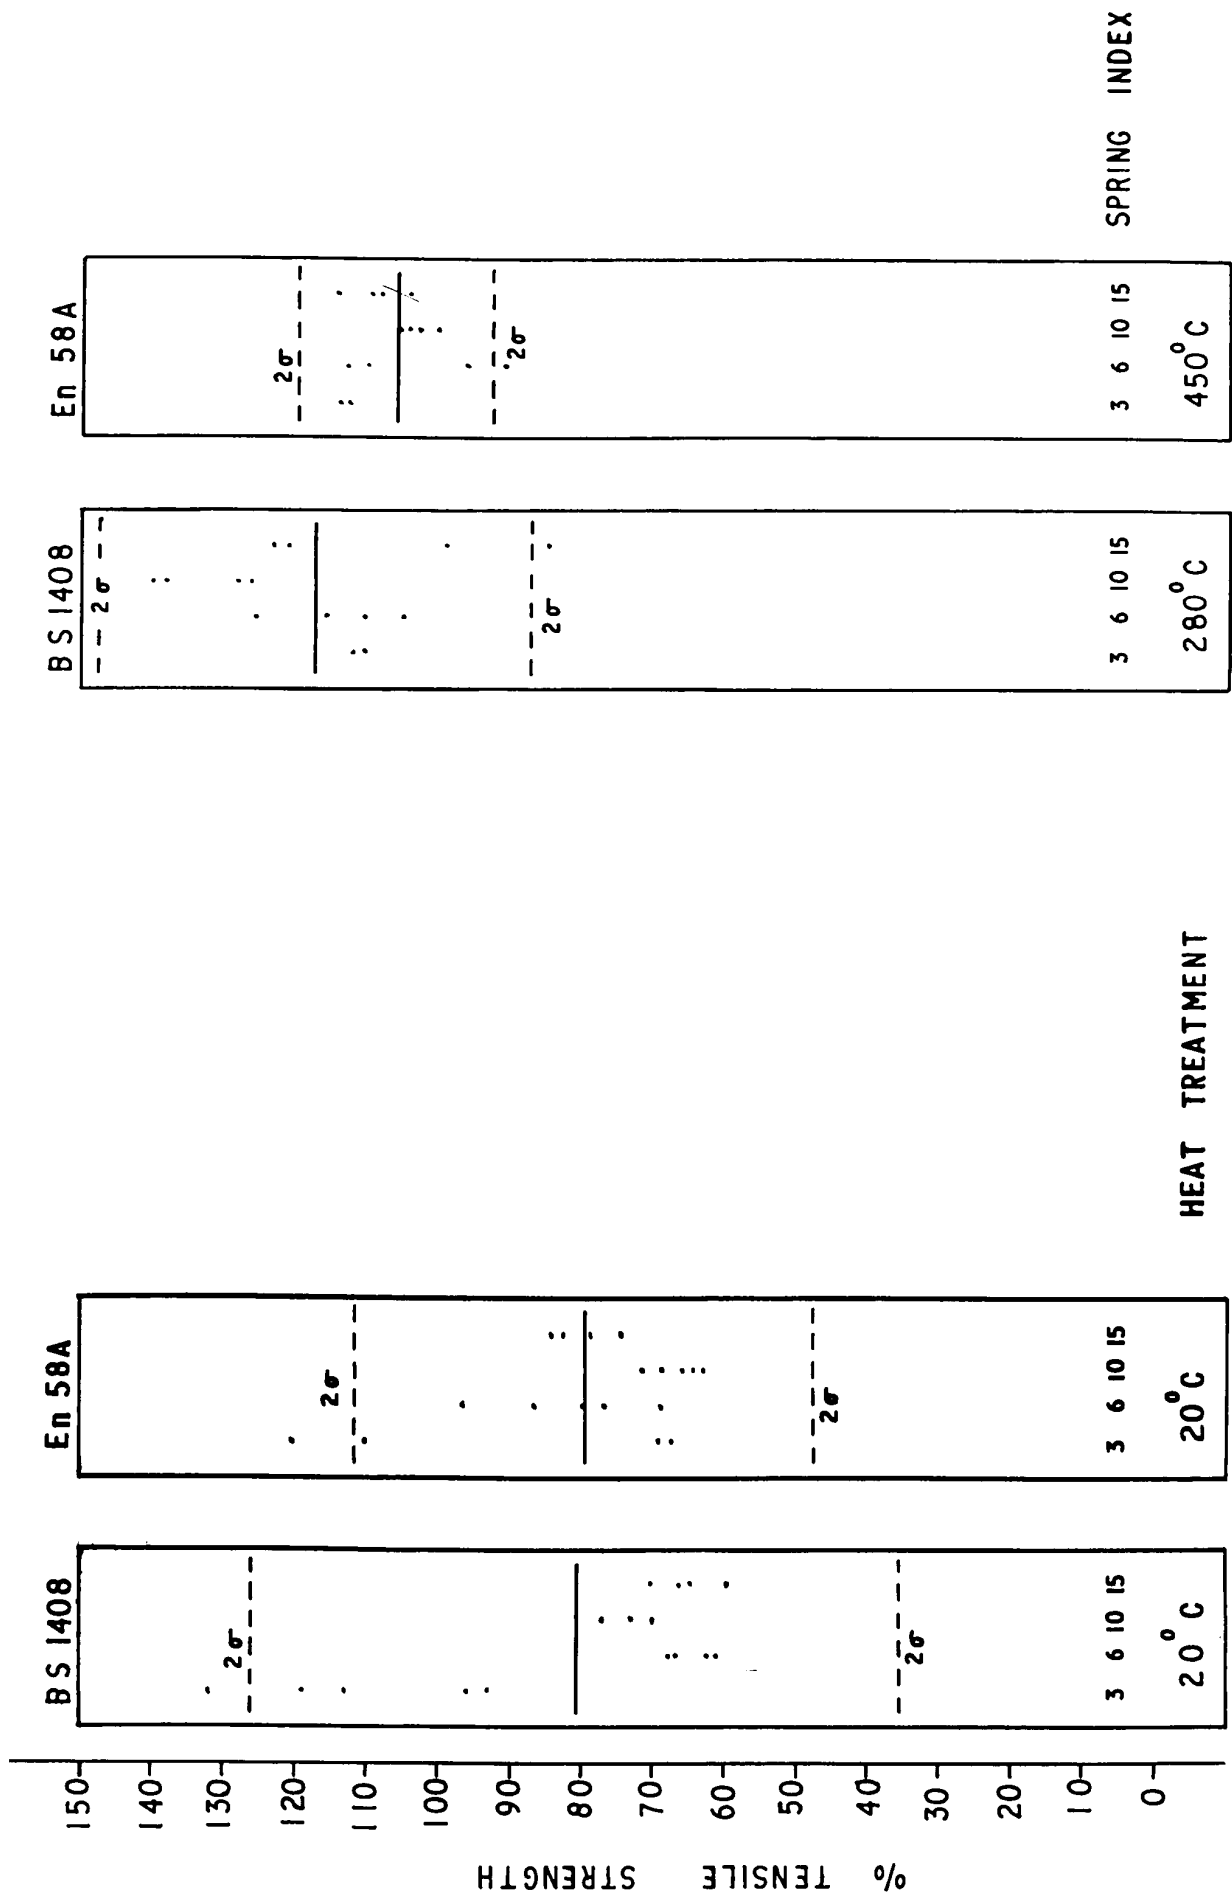 % TENSILE STRENGTH
150
140
130
120
110
100
90
80
70
60
50
40
30
20
10
0
BS 1408
2σ
2σ
3 6 10 15
20°C
En 58A
2σ
2σ
3 6 10 15
20°C
HEAT TREATMENT
BS 1408
2σ
2σ
3 6 10 15
280°C
En 58A
2σ
2σ
3 6 10 15
450°C
SPRING INDEX